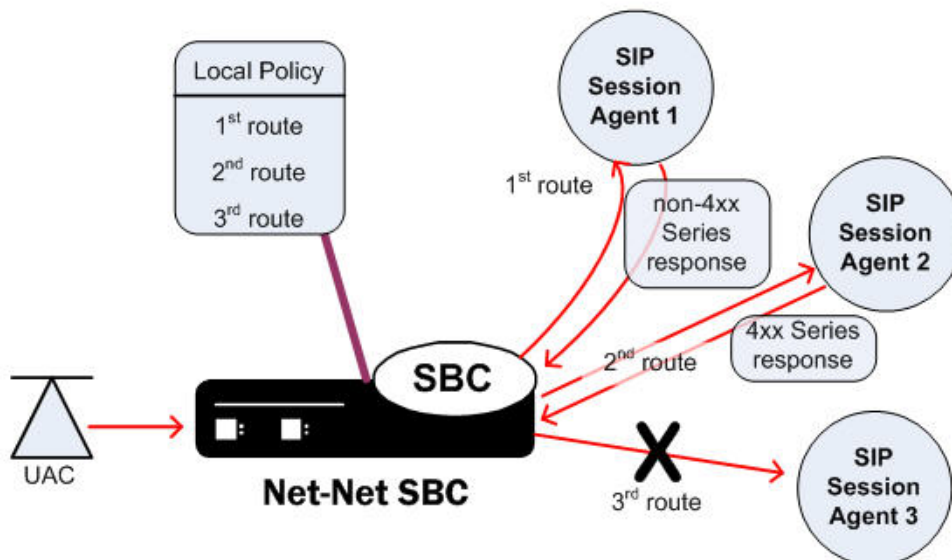 Local Policy
1st route
2nd route
3rd route
SIP
Session
Agent 1
1st route
non-4xx
Series
response
SIP
Session
Agent 2
4xx Series
response
2nd route
SBC
UAC
Net-Net SBC
3rd route
SIP
Session
Agent 3